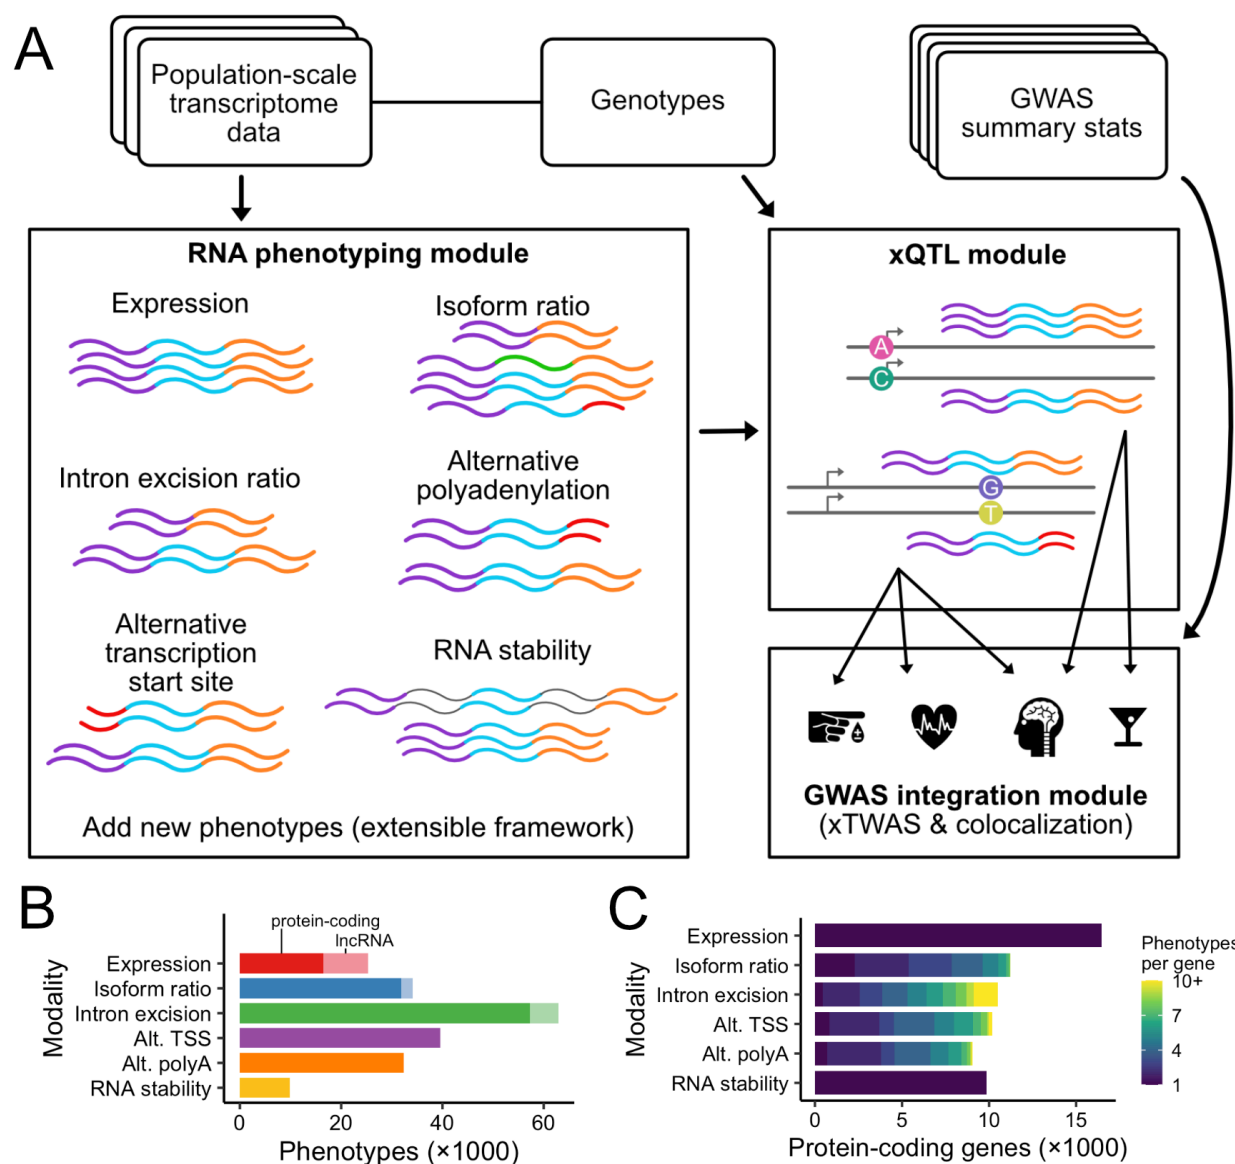 A
Population-scale
transcriptome
data
Genotypes
GWAS
summary stats
RNA phenotyping module
Expression
Isoform ratio
Intron excision ratio
Alternative
polyadenylation
Alternative
transcription
start site
RNA stability
Add new phenotypes (extensible framework)
xQTL module
A
C
G
T
GWAS integration module
(xTWAS & colocalization)
B
protein-coding
lncRNA
Modality
Expression
Isoform ratio
Intron excision
Alt. TSS
Alt. polyA
RNA stability
0 20 40 60
Phenotypes (×1000)
C
Modality
Expression
Isoform ratio
Intron excision
Alt. TSS
Alt. polyA
RNA stability
0 5 10 15
Protein-coding genes (×1000)
Phenotypes
per gene
10+
7
4
1